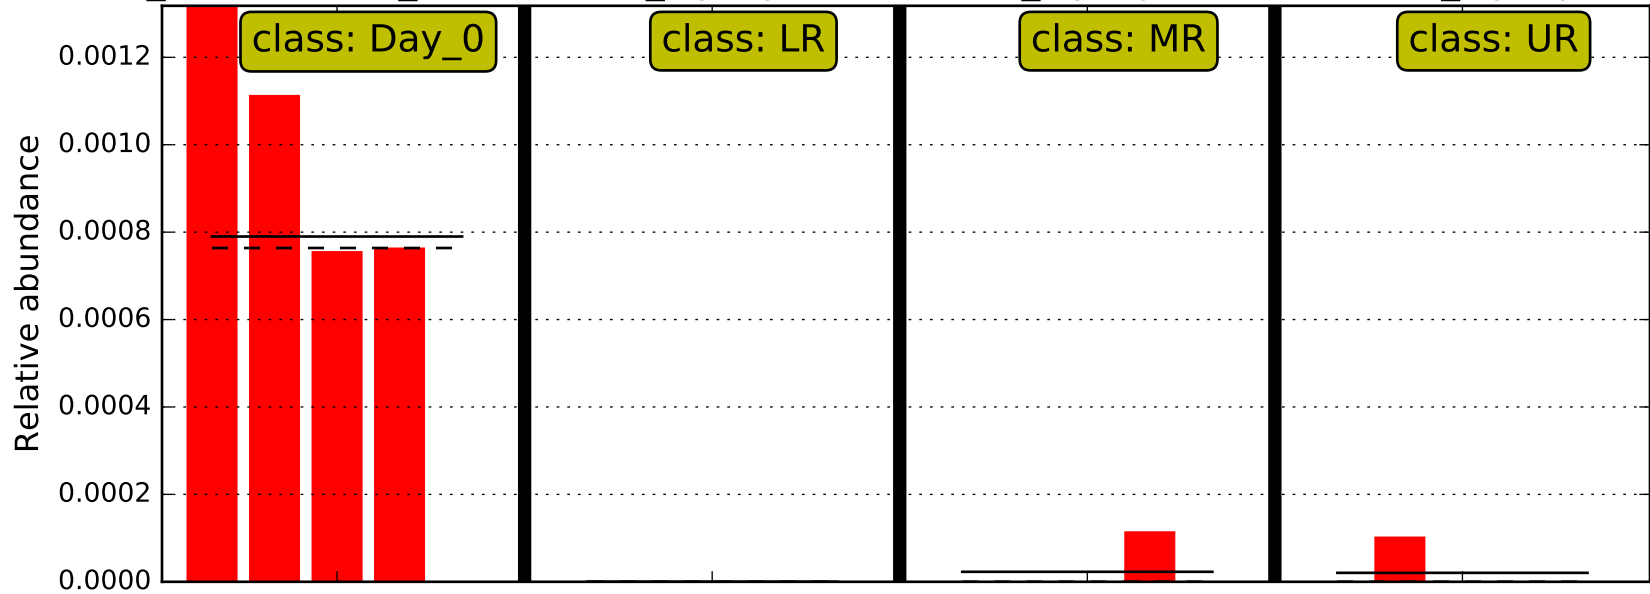 class: Day_0
class: LR
class: MR
class: UR
Relative abundance
0.0012
0.0010
0.0008
0.0006
0.0004
0.0002
0.0000